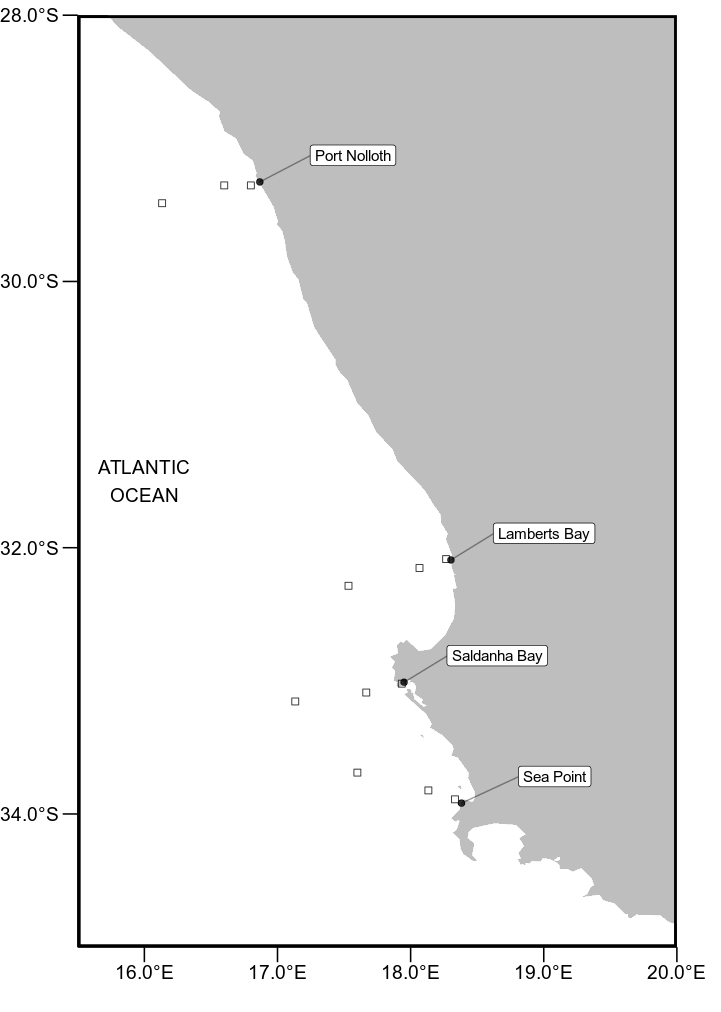 28.0°S
Port Nolloth
30.0°S
ATLANTIC
OCEAN
Lamberts Bay
32.0°S
Saldanha Bay
Sea Point
34.0°S
16.0°E 17.0°E 18.0°E 19.0°E 20.0°E